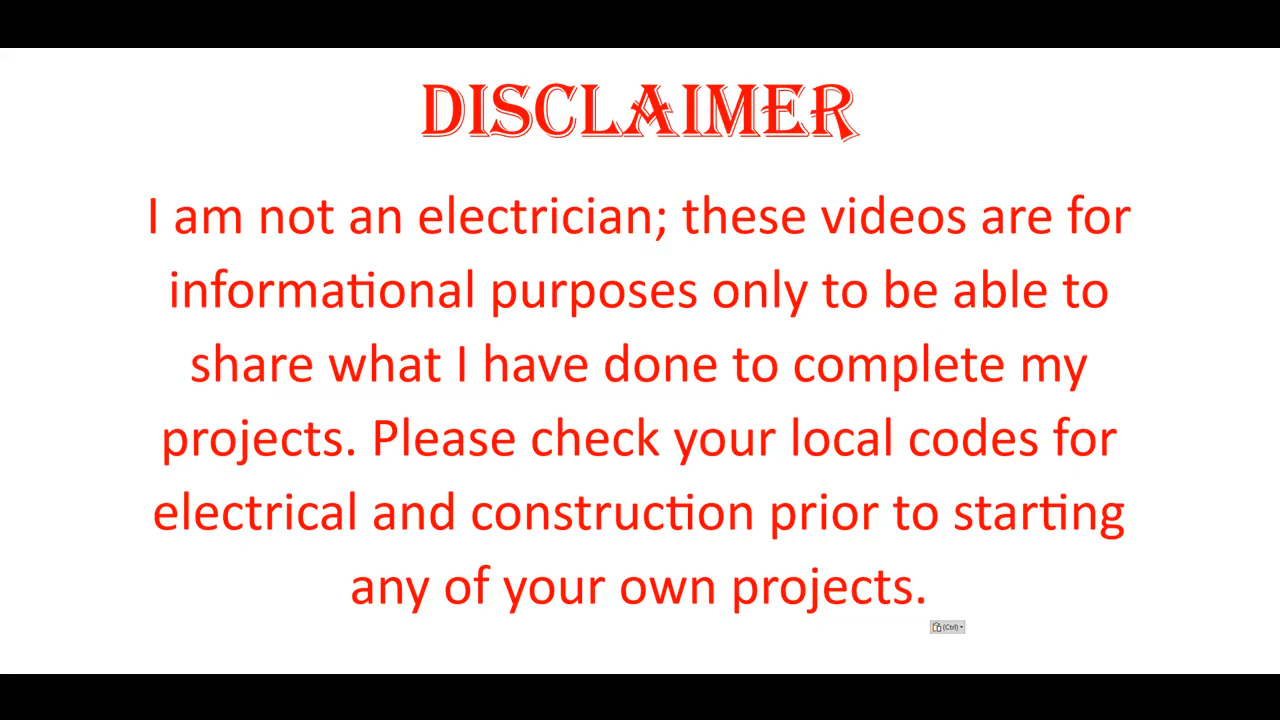 DISCLAIMER
I am not an electrician; these videos are for
informational purposes only to be able to
share what I have done to complete my
projects. Please check your local codes for
electrical and construction prior to starting
any of your own projects.
(Ctrl)